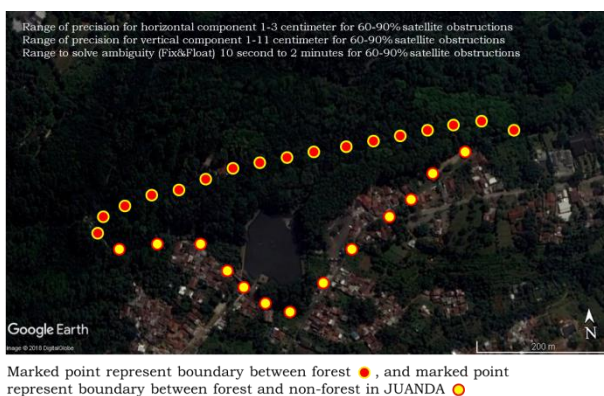 Range of precision for horizontal component 1-3 centimeter for 60-90% satellite obstructions
Range of precision for vertical component 1-11 centimeter for 60-90% satellite obstructions
Range to solve ambiguity (Fix&Float) 10 second to 2 minutes for 60-90% satellite obstructions
Google Earth
Image © 2018 DigitalGlobe
N
200 m
Marked point represent boundary between forest , and marked point
represent boundary between forest and non-forest in JUANDA